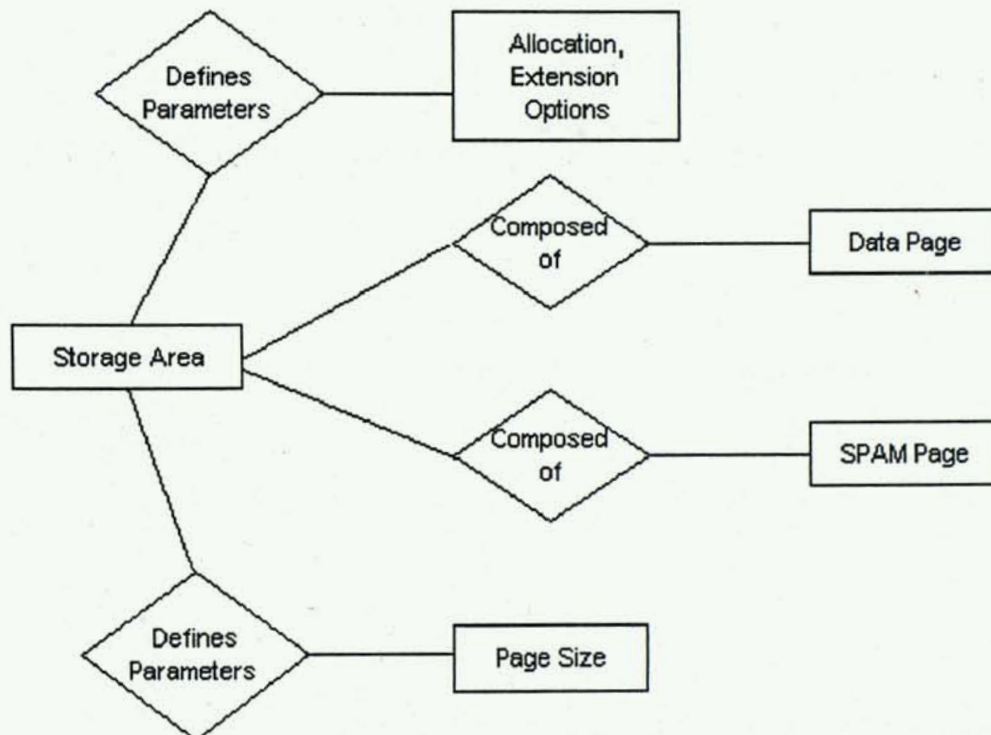 Defines
Parameters
Allocation,
Extension
Options
Composed
of
Data Page
Storage Area
Composed
of
SPAM Page
Defines
Parameters
Page Size